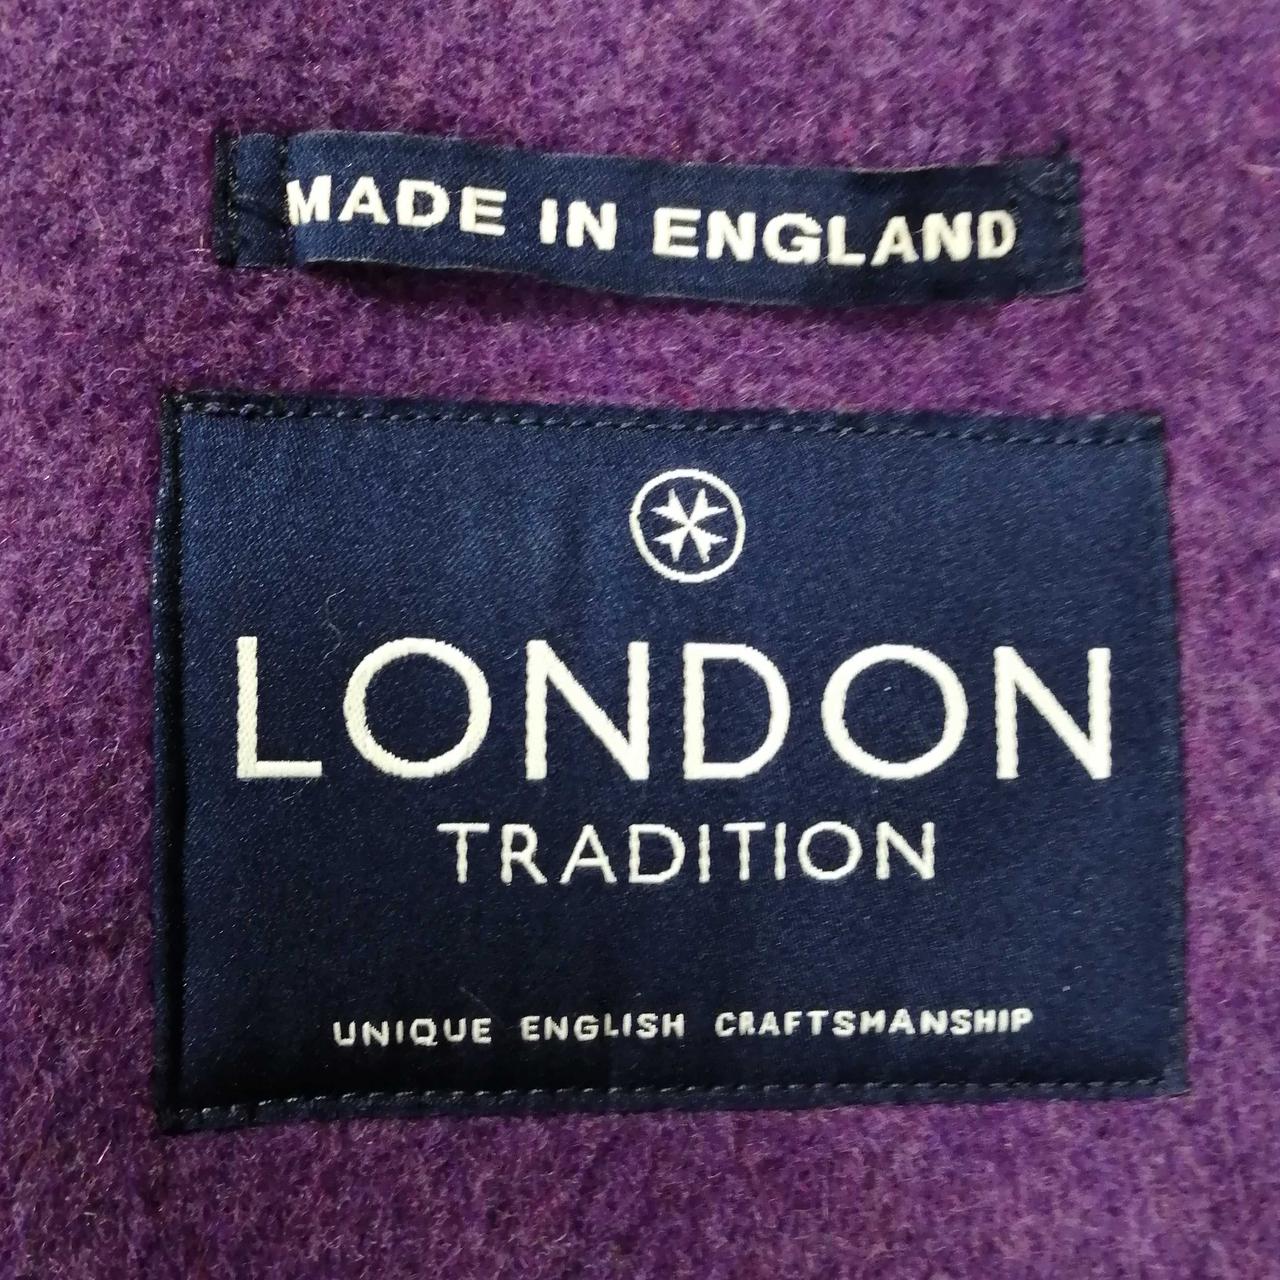 MADE IN ENGLAND
LONDON
TRADITION
UNIQUE ENGLISH CRAFTSMANSHIP